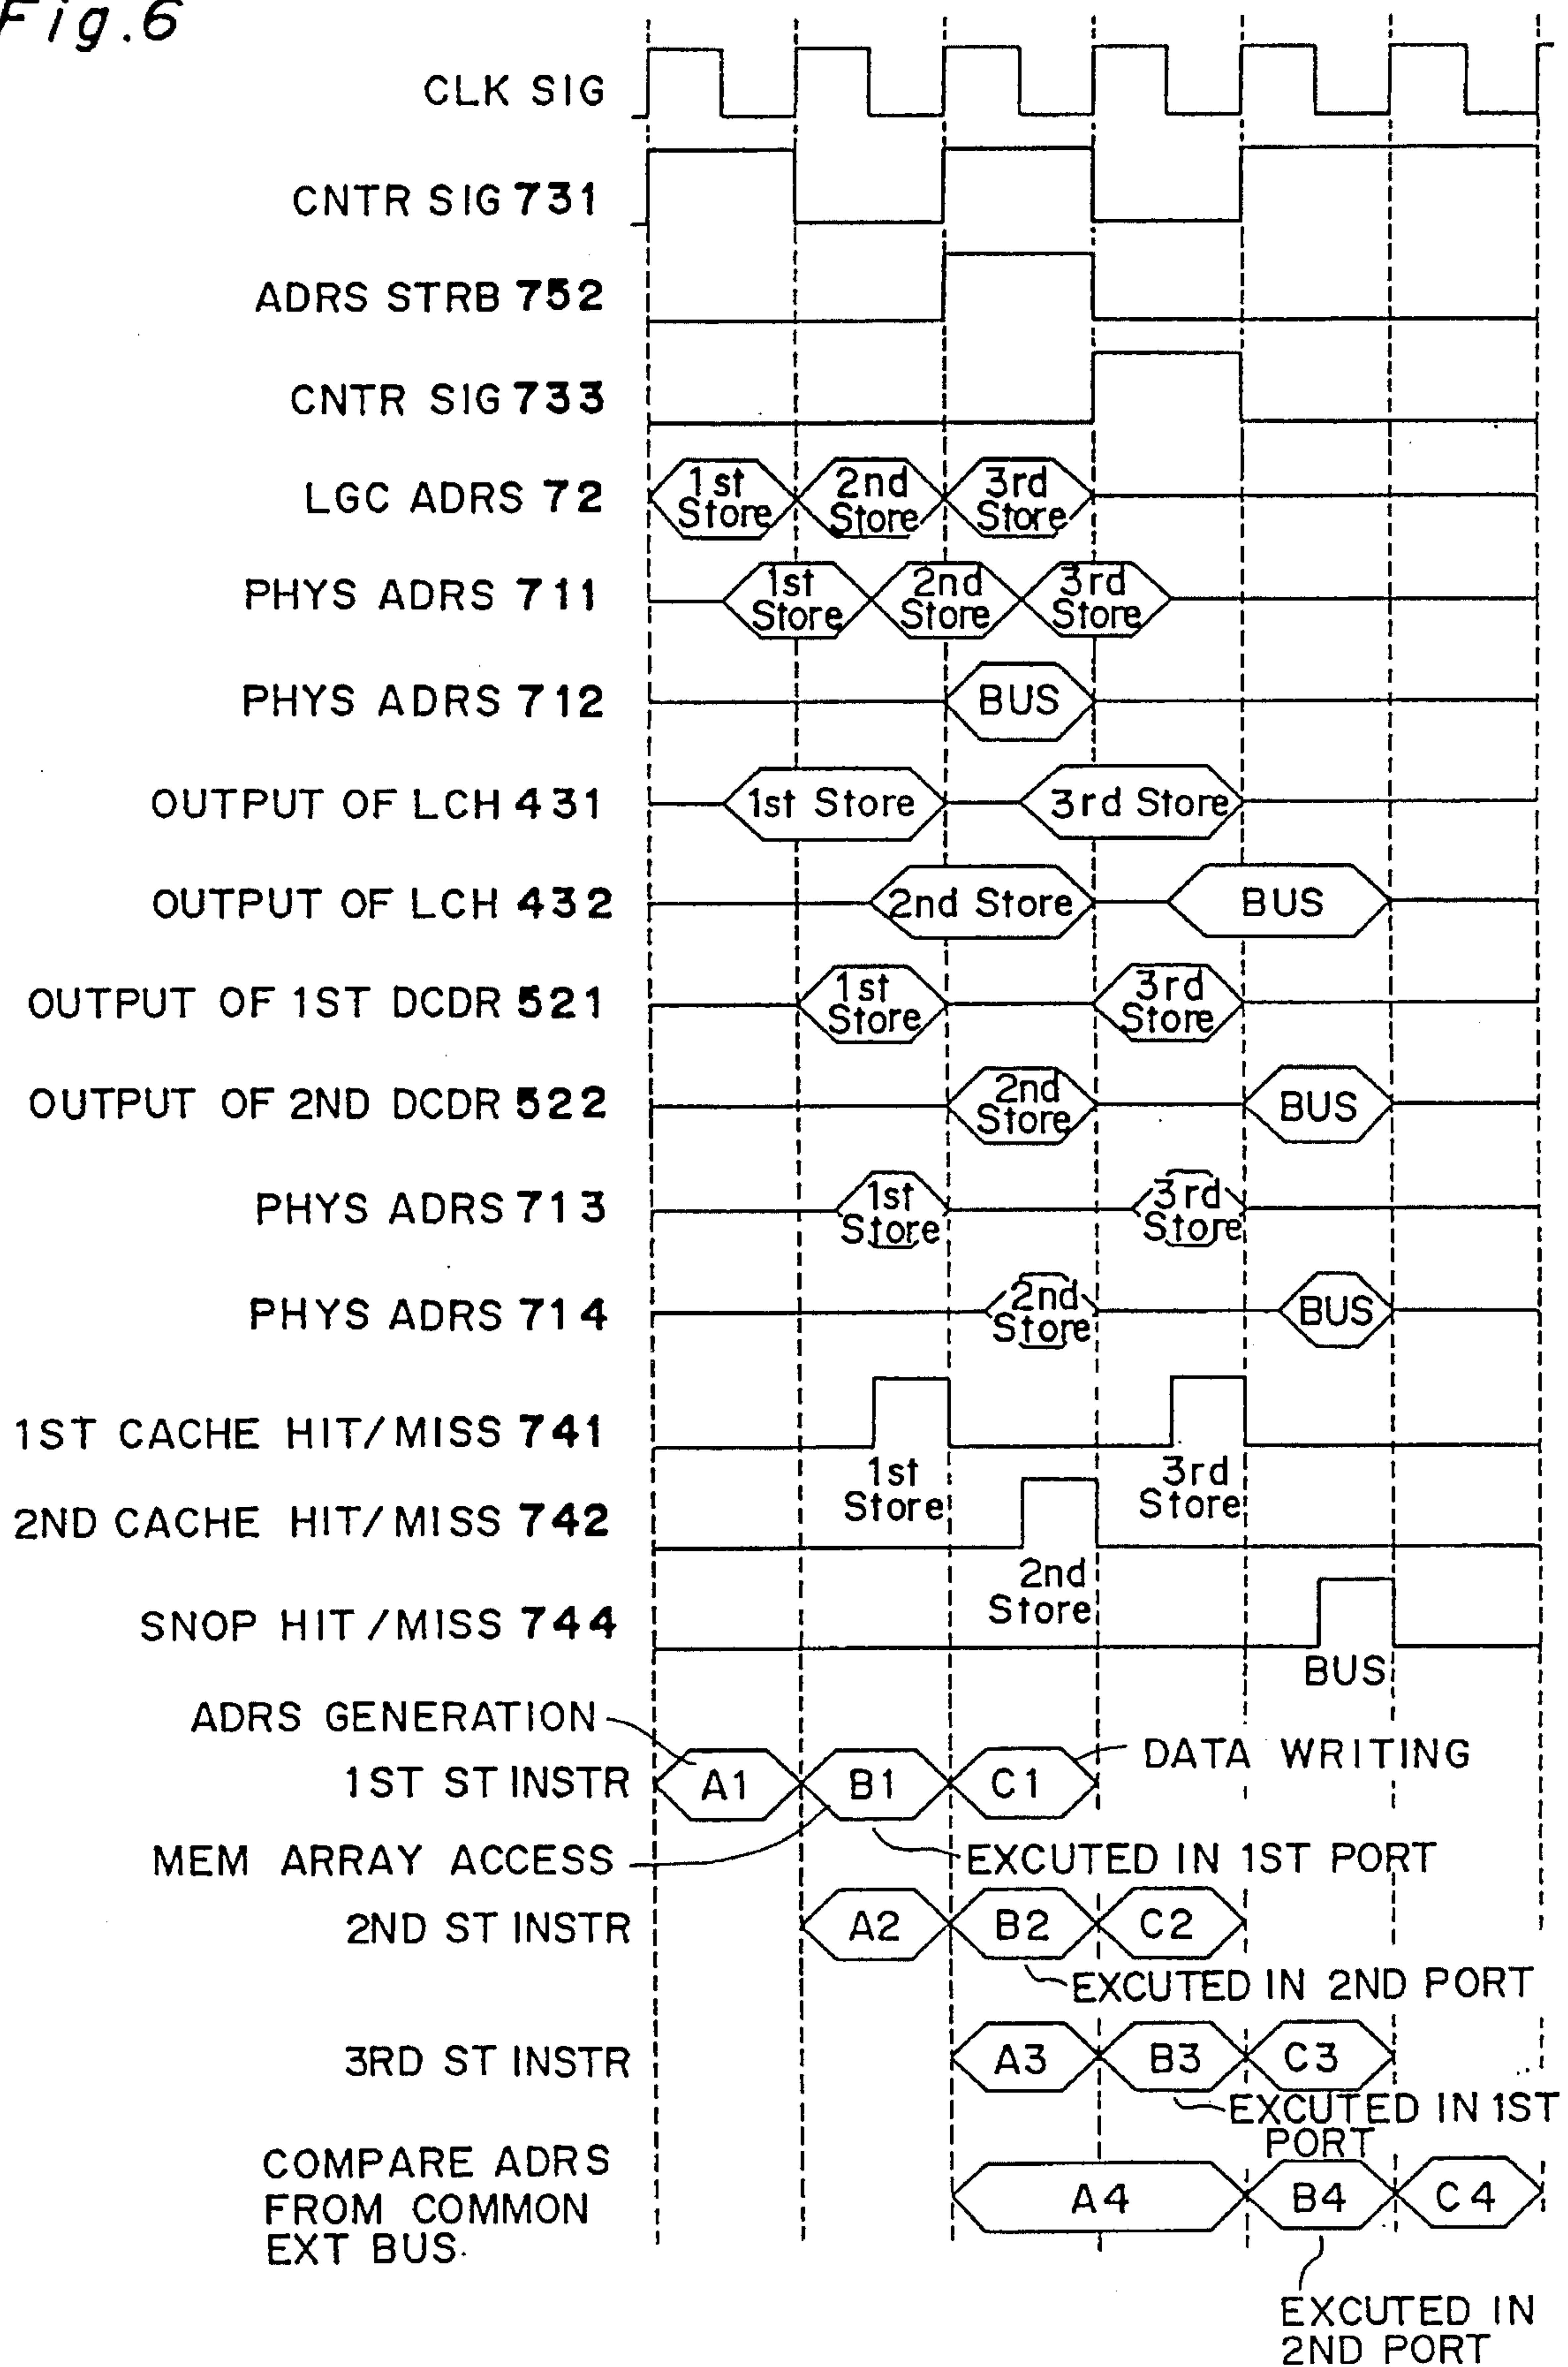 Fig.6
CLK SIG
CNTR SIG 731
ADRS STRB 752
CNTR SIG 733
LGC ADRS 72
1st
Store
2nd
Store
3rd
Store
PHYS ADRS 711
1st
Store
2nd
Store
3rd
Store
PHYS ADRS 712
BUS
OUTPUT OF LCH 431
1st Store
3rd Store
OUTPUT OF LCH 432
2nd Store
BUS
OUTPUT OF 1ST DCDR 521
1st
Store
3rd
Store
OUTPUT OF 2ND DCDR 522
2nd
Store
BUS
PHYS ADRS 713
1st
Store
3rd
Store
PHYS ADRS 714
2nd
Store
BUS
1ST CACHE HIT/MISS 741
1st
Store
3rd
Store
2ND CACHE HIT/MISS 742
2nd
Store
SNOP HIT/MISS 744
BUS
ADRS GENERATION
1ST ST INSTR
A1
B1
C1
DATA WRITING
MEM ARRAY ACCESS
EXCUTED IN 1ST PORT
2ND ST INSTR
A2
B2
C2
EXCUTED IN 2ND PORT
3RD ST INSTR
A3
B3
C3
EXCUTED IN 1ST
PORT
COMPARE ADRS
FROM COMMON
EXT BUS
A4
B4
C4
EXCUTED IN
2ND PORT